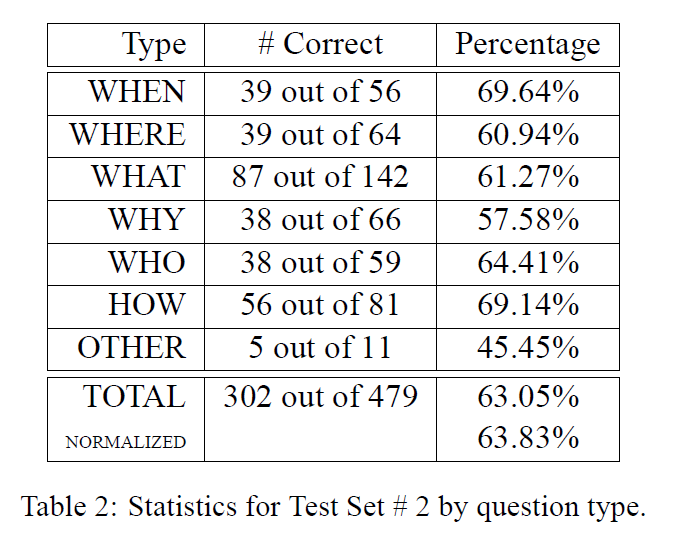 Type # Correct Percentage
WHEN 39 out of 56 69.64%
WHERE 39 out of 64 60.94%
WHAT 87 out of 142 61.27%
WHY 38 out of 66 57.58%
WHO 38 out of 59 64.41%
HOW 56 out of 81 69.14%
OTHER 5 out of 11 45.45%
TOTAL 302 out of 479 63.05%
NORMALIZED 63.83%
Table 2: Statistics for Test Set # 2 by question type.